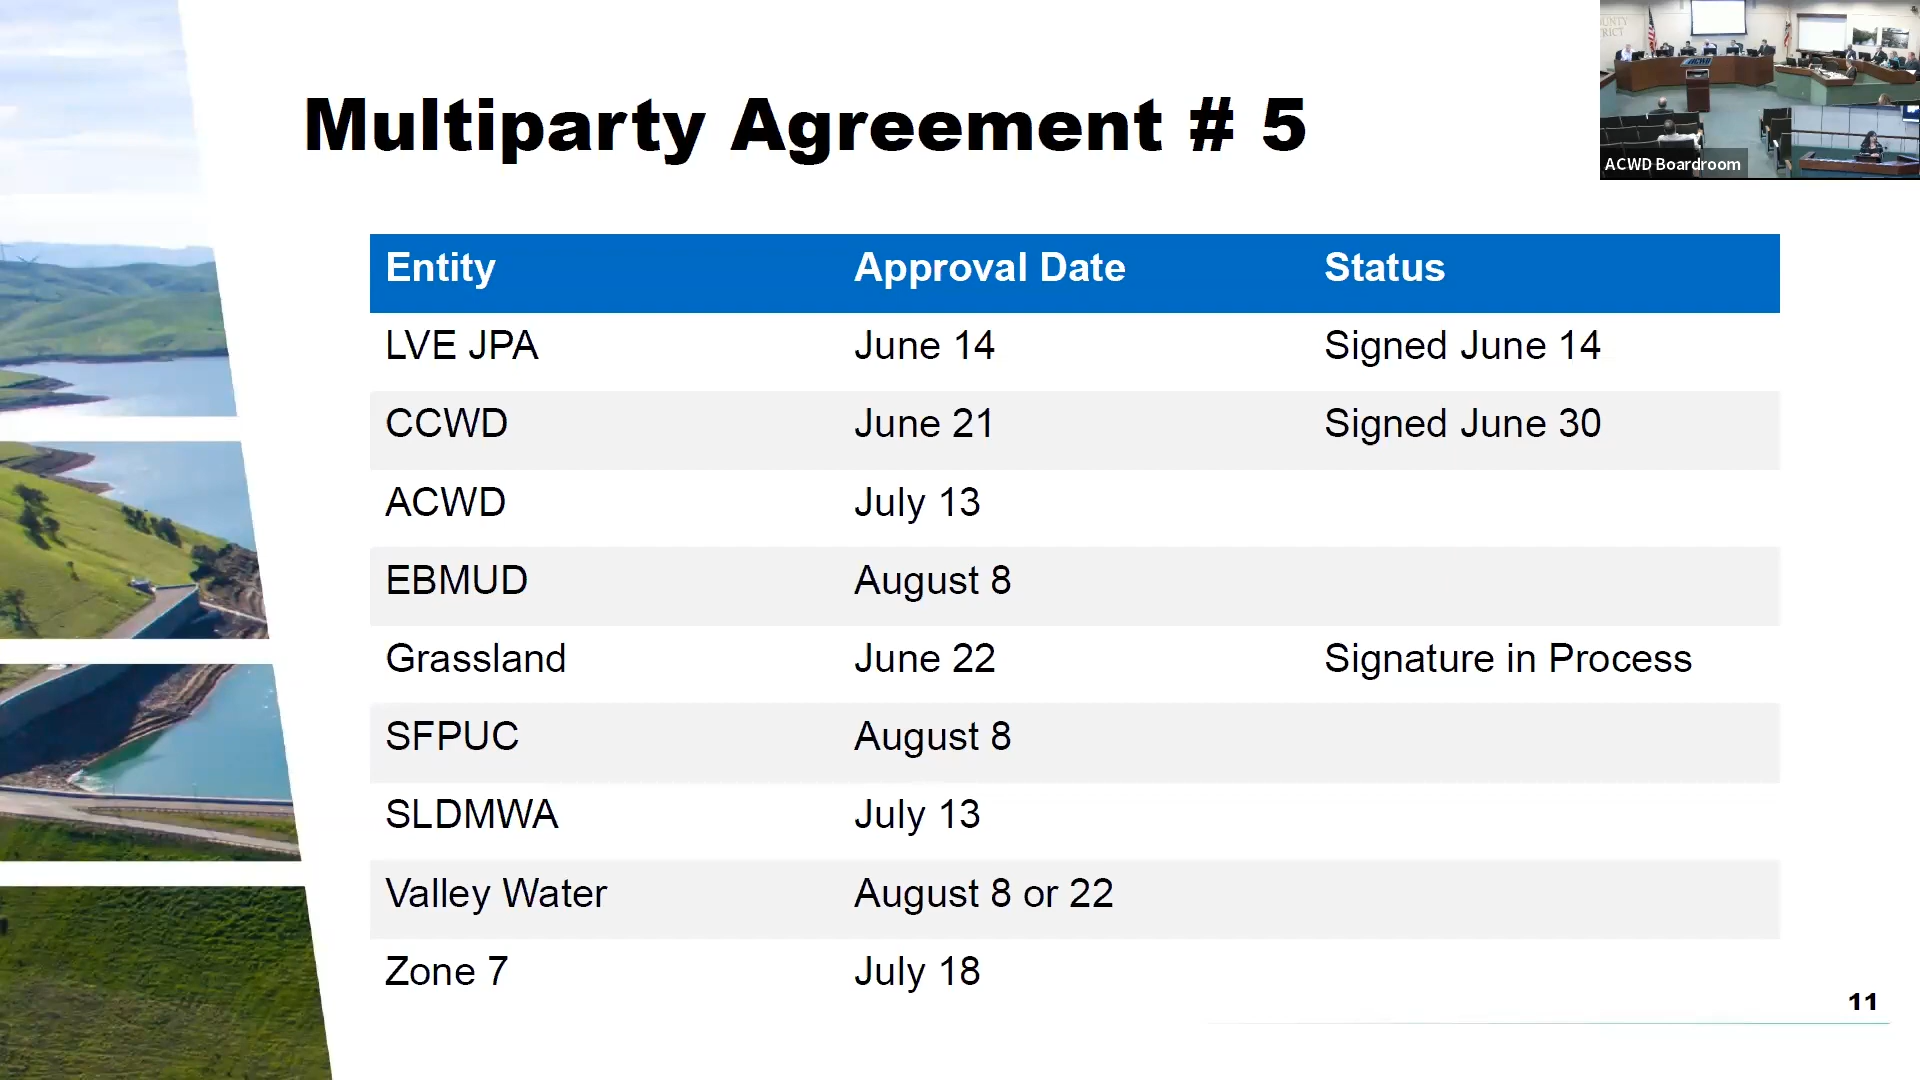 Multiparty Agreement # 5
ACWD Boardroom
Entity Approval Date Status
LVE JPA June 14 Signed June 14
CCWD June 21 Signed June 30
ACWD July 13
EBMUD August 8
Grassland June 22 Signature in Process
SFPUC August 8
SLDMWA July 13
Valley Water August 8 or 22
Zone 7 July 18
11